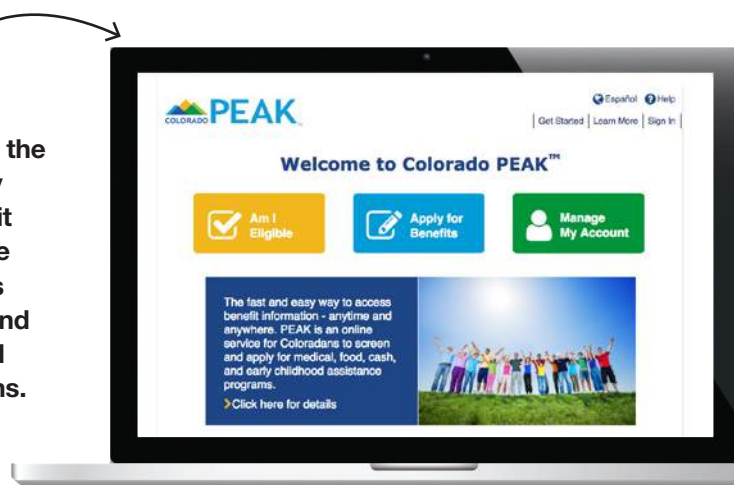 the
it
s
COLORADO PEAK
Español Help
Get Started | Learn More | Sign In |
Welcome to Colorado PEAK™
Am I
Eligible
Apply for
Benefits
Manage
My Account
The fast and easy way to access
benefit information - anytime and
anywhere. PEAK is an online
service for Coloradans to screen
and apply for medical, food, cash,
and early childhood assistance
programs.
Click here for details